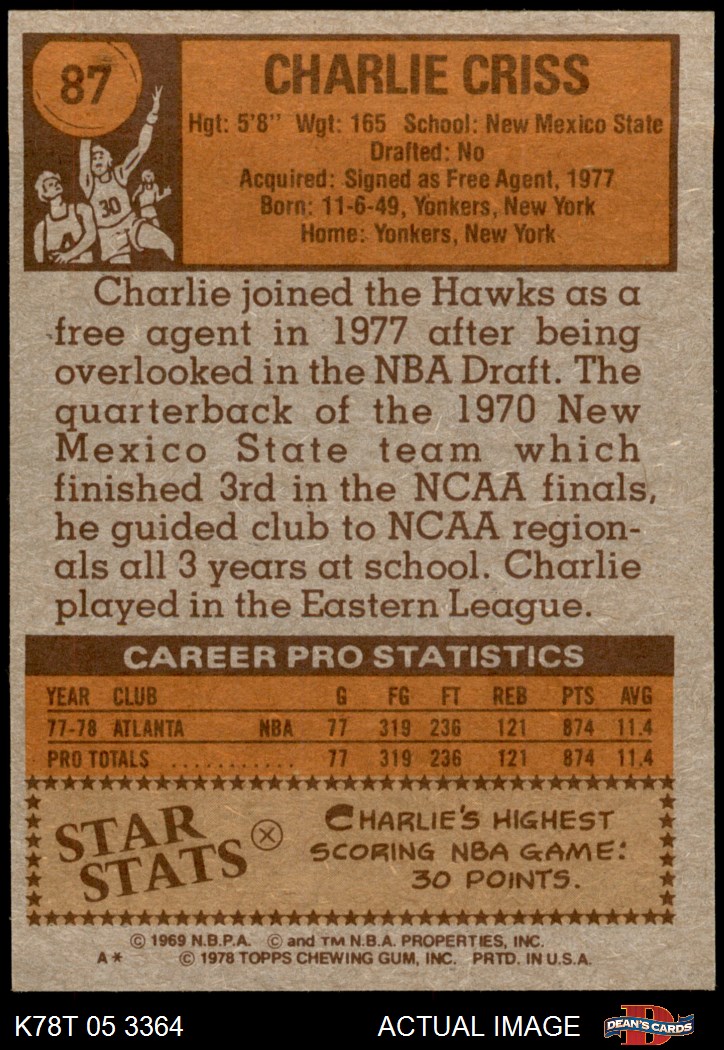 87
CHARLIE CRISS
Hgt: 5'8" Wgt: 165 School: New Mexico State
Drafted: No
Acquired: Signed as Free Agent, 1977
Born: 11-6-49, Yonkers, New York
Home: Yonkers, New York
30
4
Charlie joined the Hawks as a
free agent in 1977 after being
overlooked in the NBA Draft. The
quarterback of the 1970 New
Mexico State team which
finished 3rd in the NCAA finals,
he guided club to NCAA region-
als all 3 years at school. Charlie
played in the Eastern League.
CAREER PRO STATISTICS
YEAR CLUB G FG FT REB PTS AVG
77-78 ATLANTA NBA 77 319 236 121 874 11.4
PRO TOTALS ........... 77 319 236 121 874 11.4
STAR
STATS
CHARLIE'S HIGHEST
SCORING NBA GAME:
30 POINTS.
© 1969 N.B.P.A. © and TM N.B.A. PROPERTIES, INC.
A* © 1978 TOPPS CHEWING GUM, INC. PRTD. IN U.S.A.
K78T 05 3364 ACTUAL IMAGE DEAN'S CARDS